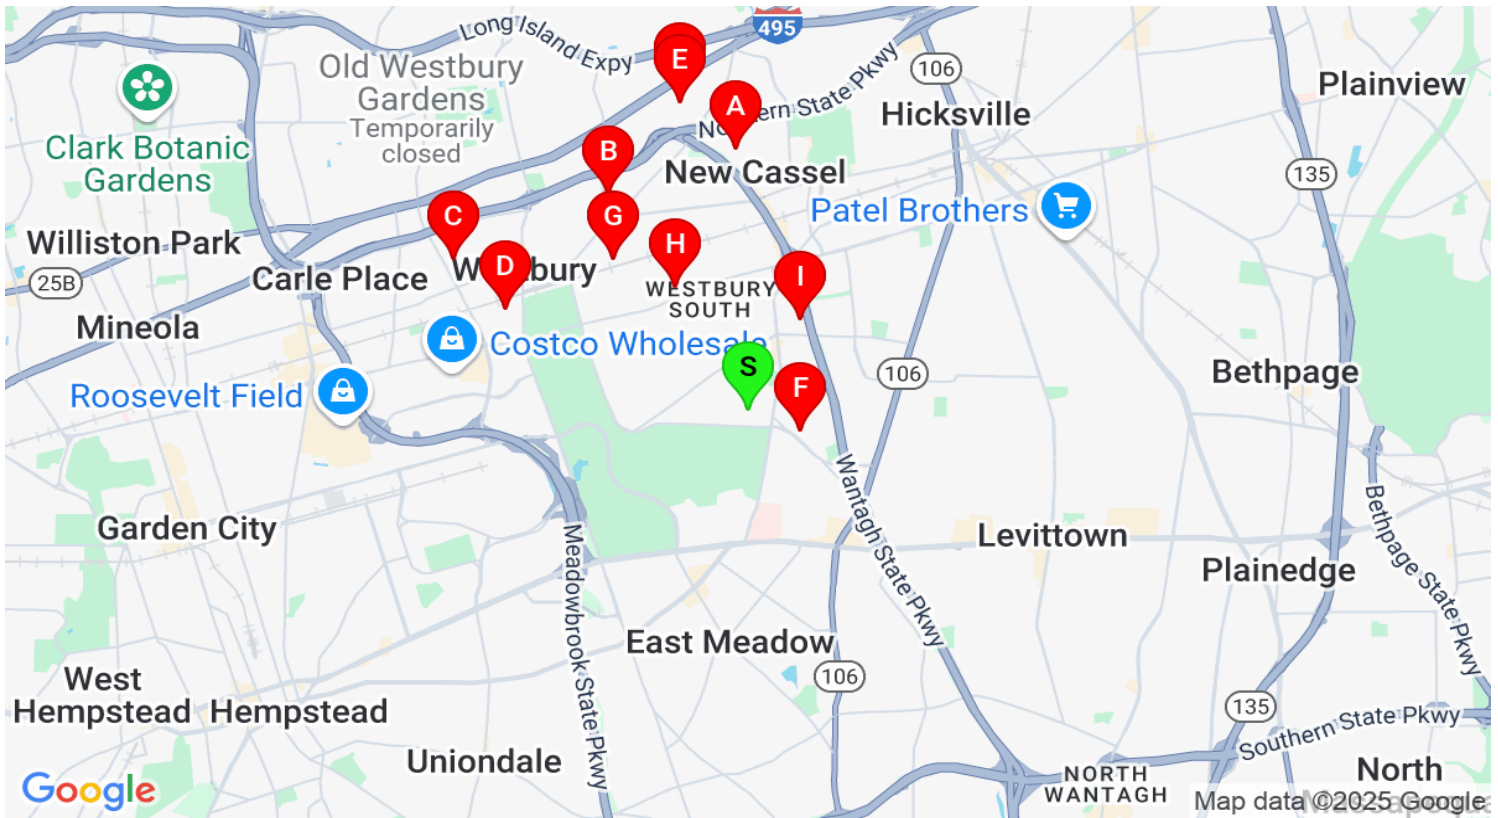 Long Island Expy
495
E
106
Plainview
Old Westbury
Gardens
Temporarily
closed
A
Northern State Pkwy
Hicksville
Clark Botanic
Gardens
B
New Cassel
135
Patel Brothers
C
G
H
Williston Park
Carle Place
D
Westbury
I
25B
WESTBURY
SOUTH
Mineola
Costco Wholesale
S
F
106
Bethpage
Roosevelt Field
Wantagh State Pkwy
Bethpage State Pkwy
Garden City
Meadowbrook State Pkwy
Levittown
Plainedge
East Meadow
106
West
Hempstead
Hempstead
135
Southern State Pkwy
Uniondale
NORTH
WANTAGH
North
Google
Map data ©2025 Google